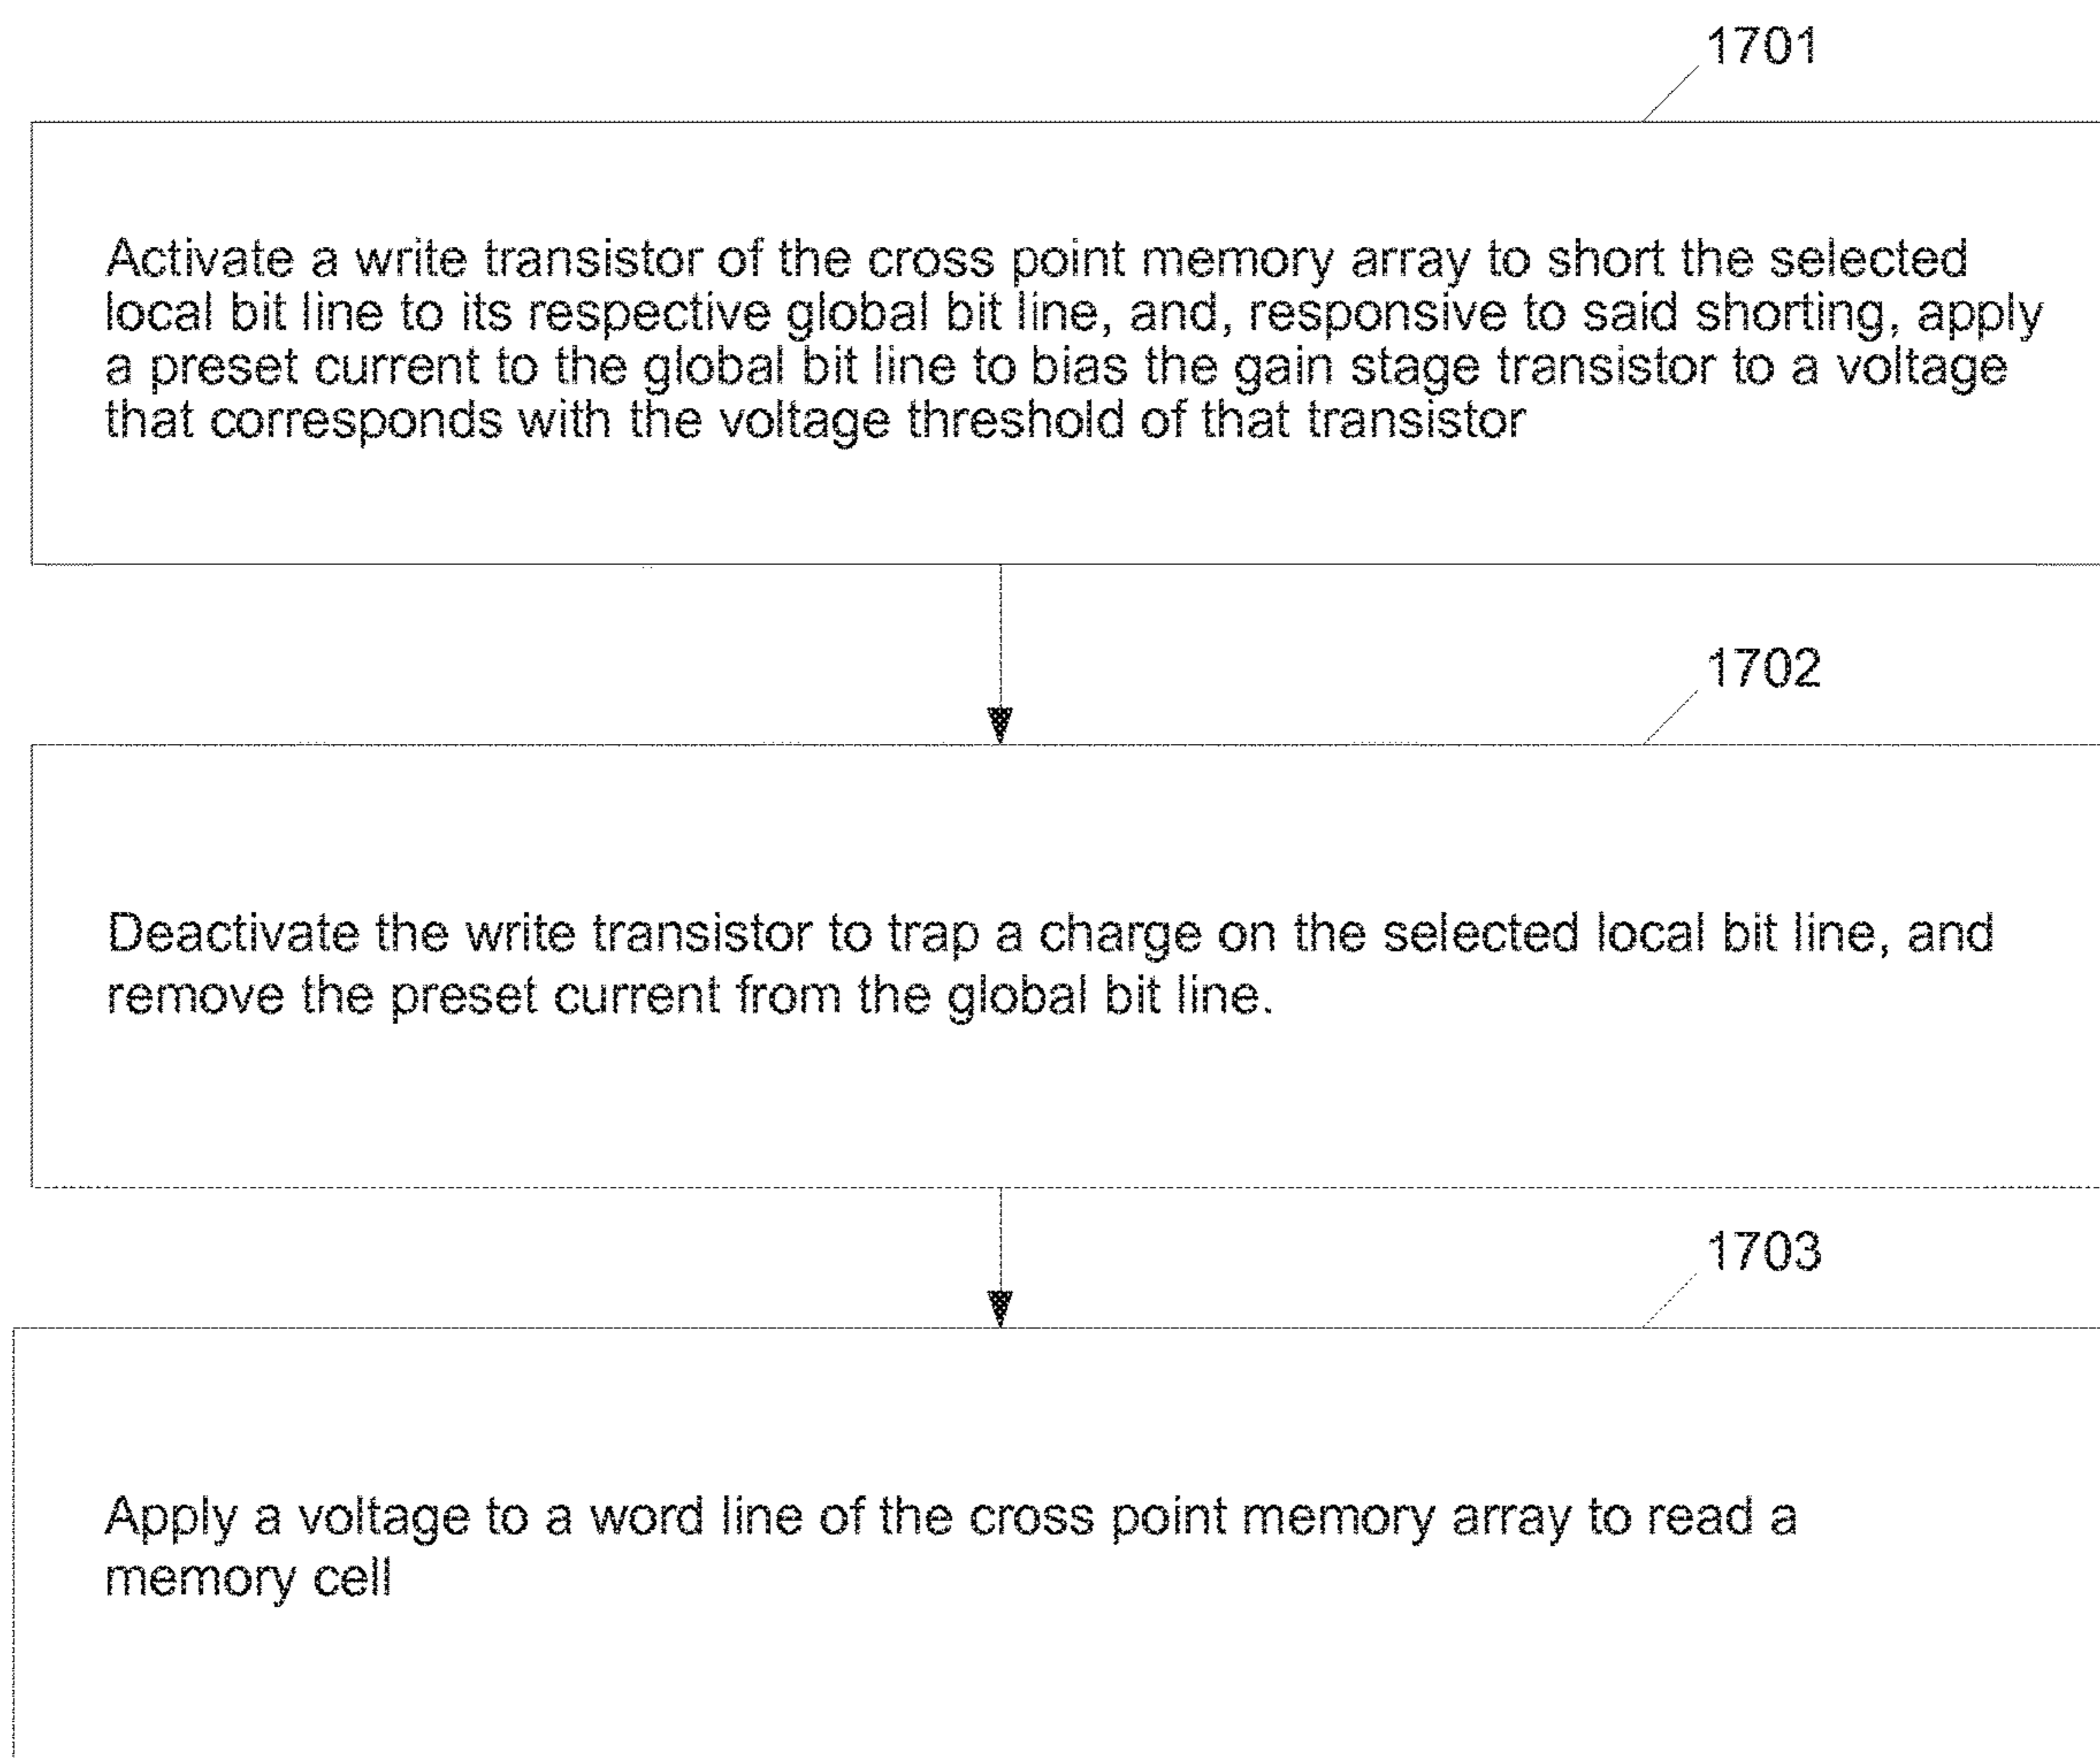 1701
Activate a write transistor of the cross point memory array to short the selected
local bit line to its respective global bit line, and, responsive to said shorting, apply
a preset current to the global bit line to bias the gain stage transistor to a voltage
that corresponds with the voltage threshold of that transistor
1702
Deactivate the write transistor to trap a charge on the selected local bit line, and
remove the preset current from the global bit line.
1703
Apply a voltage to a word line of the cross point memory array to read a
memory cell